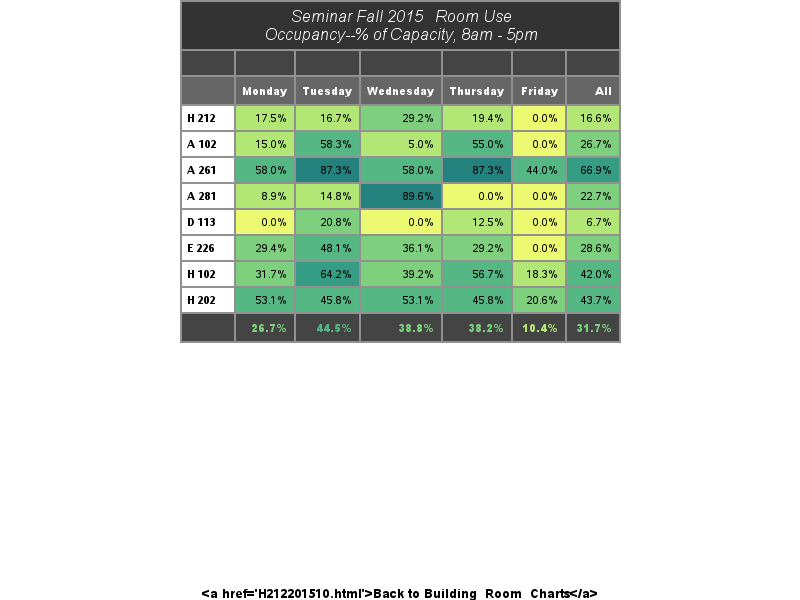 Seminar Fall 2015 Room Use
Occupancy--% of Capacity, 8am - 5pm
Monday Tuesday Wednesday Thursday Friday All
H 212 17.5% 16.7% 29.2% 19.4% 0.0% 16.6%
A 102 15.0% 58.3% 5.0% 55.0% 0.0% 26.7%
A 261 58.0% 87.3% 58.0% 87.3% 44.0% 66.9%
A 281 8.9% 14.8% 89.6% 0.0% 0.0% 22.7%
D 113 0.0% 20.8% 0.0% 12.5% 0.0% 6.7%
E 226 29.4% 48.1% 36.1% 29.2% 0.0% 28.6%
H 102 31.7% 64.2% 39.2% 56.7% 18.3% 42.0%
H 202 53.1% 45.8% 53.1% 45.8% 20.6% 43.7%
26.7% 44.5% 38.8% 38.2% 10.4% 31.7%
<a href='H212201510.html'>Back to Building Room Charts</a>